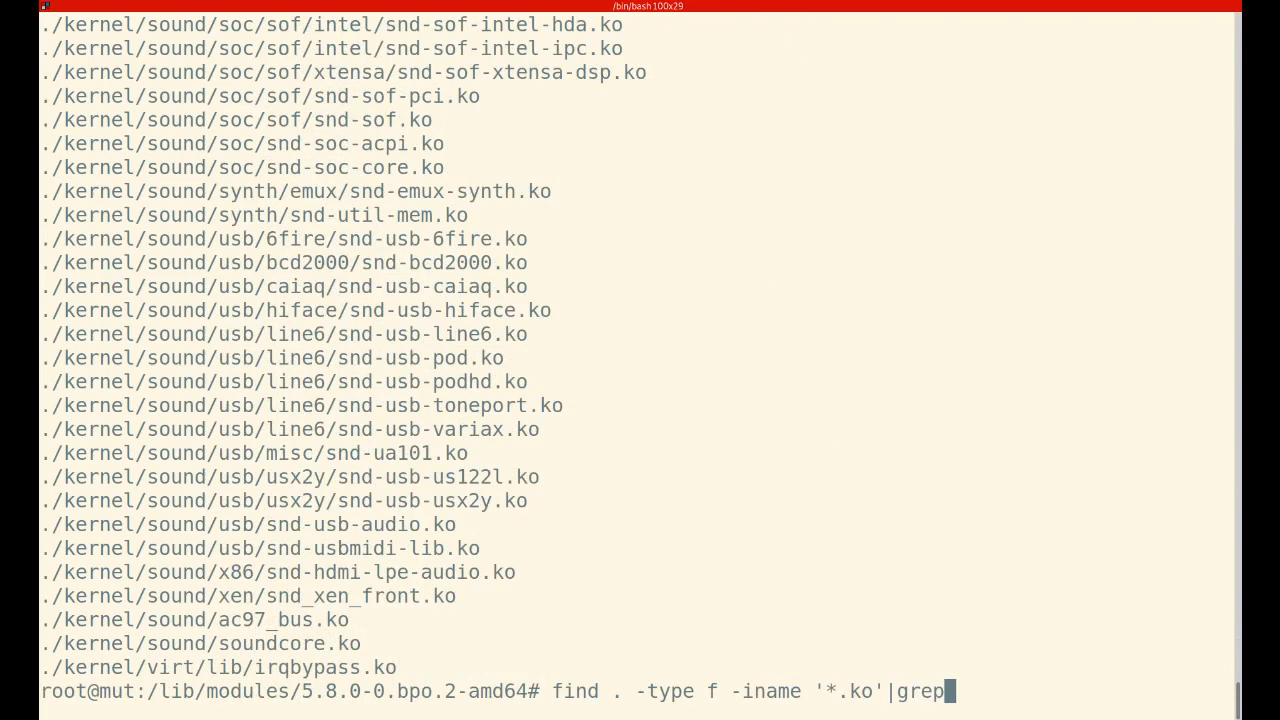 /bin/bash 100x29
./kernel/sound/soc/sof/intel/snd-sof-intel-hda.ko
./kernel/sound/soc/sof/intel/snd-sof-intel-ipc.ko
./kernel/sound/soc/sof/xtensa/snd-sof-xtensa-dsp.ko
./kernel/sound/soc/sof/snd-sof-pci.ko
./kernel/sound/soc/sof/snd-sof.ko
./kernel/sound/soc/snd-soc-acpi.ko
./kernel/sound/soc/snd-soc-core.ko
./kernel/sound/synth/emux/snd-emux-synth.ko
./kernel/sound/synth/snd-util-mem.ko
./kernel/sound/usb/6fire/snd-usb-6fire.ko
./kernel/sound/usb/bcd2000/snd-bcd2000.ko
./kernel/sound/usb/caiaq/snd-usb-caiaq.ko
./kernel/sound/usb/hiface/snd-usb-hiface.ko
./kernel/sound/usb/line6/snd-usb-line6.ko
./kernel/sound/usb/line6/snd-usb-pod.ko
./kernel/sound/usb/line6/snd-usb-podhd.ko
./kernel/sound/usb/line6/snd-usb-toneport.ko
./kernel/sound/usb/line6/snd-usb-variax.ko
./kernel/sound/usb/misc/snd-ua101.ko
./kernel/sound/usb/usx2y/snd-usb-us122l.ko
./kernel/sound/usb/usx2y/snd-usb-usx2y.ko
./kernel/sound/usb/snd-usb-audio.ko
./kernel/sound/usb/snd-usbmidi-lib.ko
./kernel/sound/x86/snd-hdmi-lpe-audio.ko
./kernel/sound/xen/snd_xen_front.ko
./kernel/sound/ac97_bus.ko
./kernel/sound/soundcore.ko
./kernel/virt/lib/irqbypass.ko
root@mut:/lib/modules/5.8.0-0.bpo.2-amd64# find . -type f -iname '*.ko'|grep